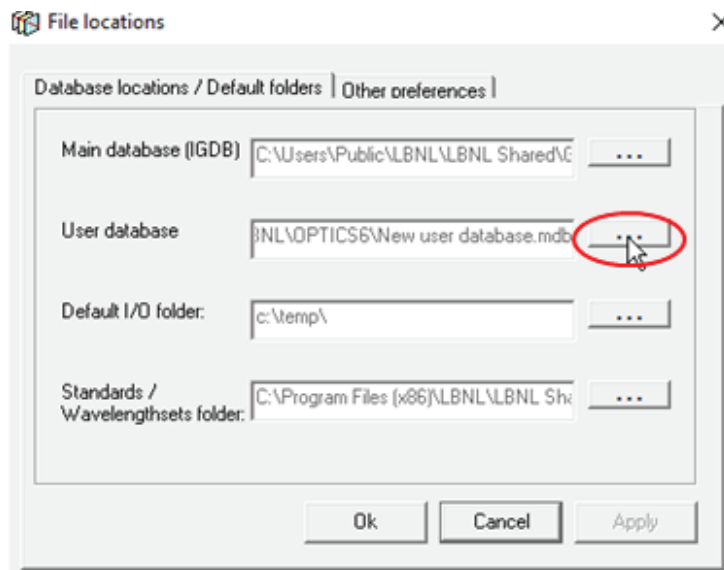 File locations
Database locations / Default folders
Other preferences
Main database (IGDB)
C:\Users\Public\LBNL\LBNL Shared\
...
User database
NL\OPTICS6\New user database.mdb
...
Default I/O folder:
c:\temp\
...
Standards /
Wavelengthsets folder:
C:\Program Files (x86)\LBNL\LBNL Sha
...
Ok
Cancel
Apply